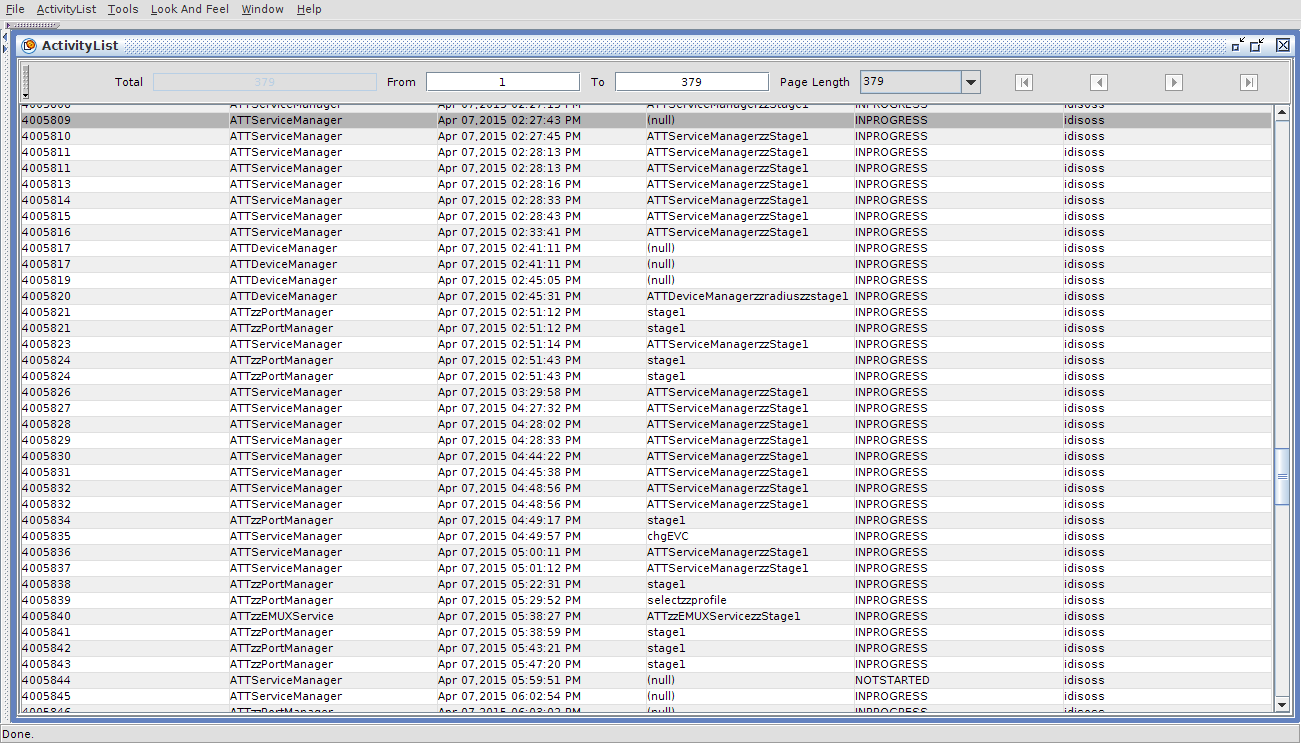 File ActivityList Tools Look And Feel Window Help
ActivityList
Total 379 From 1 To 379 Page Length 379
4005809 ATTServiceManager Apr 07,2015 02:27:43 PM (null) INPROGRESS idisoss
4005810 ATTServiceManager Apr 07,2015 02:27:45 PM ATTServiceManagerzzStage1 INPROGRESS idisoss
4005811 ATTServiceManager Apr 07,2015 02:28:13 PM ATTServiceManagerzzStage1 INPROGRESS idisoss
4005811 ATTServiceManager Apr 07,2015 02:28:13 PM ATTServiceManagerzzStage1 INPROGRESS idisoss
4005813 ATTServiceManager Apr 07,2015 02:28:16 PM ATTServiceManagerzzStage1 INPROGRESS idisoss
4005814 ATTServiceManager Apr 07,2015 02:28:33 PM ATTServiceManagerzzStage1 INPROGRESS idisoss
4005815 ATTServiceManager Apr 07,2015 02:28:43 PM ATTServiceManagerzzStage1 INPROGRESS idisoss
4005816 ATTServiceManager Apr 07,2015 02:33:41 PM ATTServiceManagerzzStage1 INPROGRESS idisoss
4005817 ATTDeviceManager Apr 07,2015 02:41:11 PM (null) INPROGRESS idisoss
4005817 ATTDeviceManager Apr 07,2015 02:41:11 PM (null) INPROGRESS idisoss
4005819 ATTDeviceManager Apr 07,2015 02:45:05 PM (null) INPROGRESS idisoss
4005820 ATTDeviceManager Apr 07,2015 02:45:31 PM ATTDeviceManagerzzradiuszzstage1 INPROGRESS idisoss
4005821 ATTzzPortManager Apr 07,2015 02:51:12 PM stage1 INPROGRESS idisoss
4005821 ATTzzPortManager Apr 07,2015 02:51:12 PM stage1 INPROGRESS idisoss
4005823 ATTServiceManager Apr 07,2015 02:51:14 PM ATTServiceManagerzzStage1 INPROGRESS idisoss
4005824 ATTzzPortManager Apr 07,2015 02:51:43 PM stage1 INPROGRESS idisoss
4005824 ATTzzPortManager Apr 07,2015 02:51:43 PM stage1 INPROGRESS idisoss
4005826 ATTServiceManager Apr 07,2015 03:29:58 PM ATTServiceManagerzzStage1 INPROGRESS idisoss
4005827 ATTServiceManager Apr 07,2015 04:27:32 PM ATTServiceManagerzzStage1 INPROGRESS idisoss
4005828 ATTServiceManager Apr 07,2015 04:28:02 PM ATTServiceManagerzzStage1 INPROGRESS idisoss
4005829 ATTServiceManager Apr 07,2015 04:28:33 PM ATTServiceManagerzzStage1 INPROGRESS idisoss
4005830 ATTServiceManager Apr 07,2015 04:44:22 PM ATTServiceManagerzzStage1 INPROGRESS idisoss
4005831 ATTServiceManager Apr 07,2015 04:45:38 PM ATTServiceManagerzzStage1 INPROGRESS idisoss
4005832 ATTServiceManager Apr 07,2015 04:48:56 PM ATTServiceManagerzzStage1 INPROGRESS idisoss
4005832 ATTServiceManager Apr 07,2015 04:48:56 PM ATTServiceManagerzzStage1 INPROGRESS idisoss
4005834 ATTzzPortManager Apr 07,2015 04:49:17 PM stage1 INPROGRESS idisoss
4005835 ATTServiceManager Apr 07,2015 04:49:57 PM chgEVC INPROGRESS idisoss
4005836 ATTServiceManager Apr 07,2015 05:00:11 PM ATTServiceManagerzzStage1 INPROGRESS idisoss
4005837 ATTServiceManager Apr 07,2015 05:01:12 PM ATTServiceManagerzzStage1 INPROGRESS idisoss
4005838 ATTzzPortManager Apr 07,2015 05:22:31 PM stage1 INPROGRESS idisoss
4005839 ATTzzPortManager Apr 07,2015 05:29:52 PM selectzzprofile INPROGRESS idisoss
4005840 ATTzzEMUXService Apr 07,2015 05:38:27 PM ATTzzEMUXServicezzStage1 INPROGRESS idisoss
4005841 ATTzzPortManager Apr 07,2015 05:38:59 PM stage1 INPROGRESS idisoss
4005842 ATTzzPortManager Apr 07,2015 05:43:21 PM stage1 INPROGRESS idisoss
4005843 ATTzzPortManager Apr 07,2015 05:47:20 PM stage1 INPROGRESS idisoss
4005844 ATTServiceManager Apr 07,2015 05:59:51 PM (null) NOTSTARTED idisoss
4005845 ATTServiceManager Apr 07,2015 06:02:54 PM (null) INPROGRESS idisoss
Done.